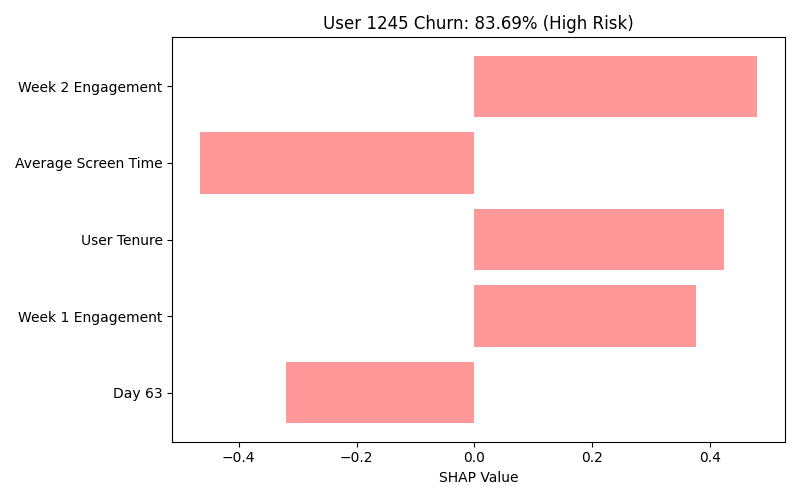 User 1245 Churn: 83.69% (High Risk)
Week 2 Engagement
Average Screen Time
User Tenure
Week 1 Engagement
Day 63
−0.4 −0.2 0.0 0.2 0.4
SHAP Value